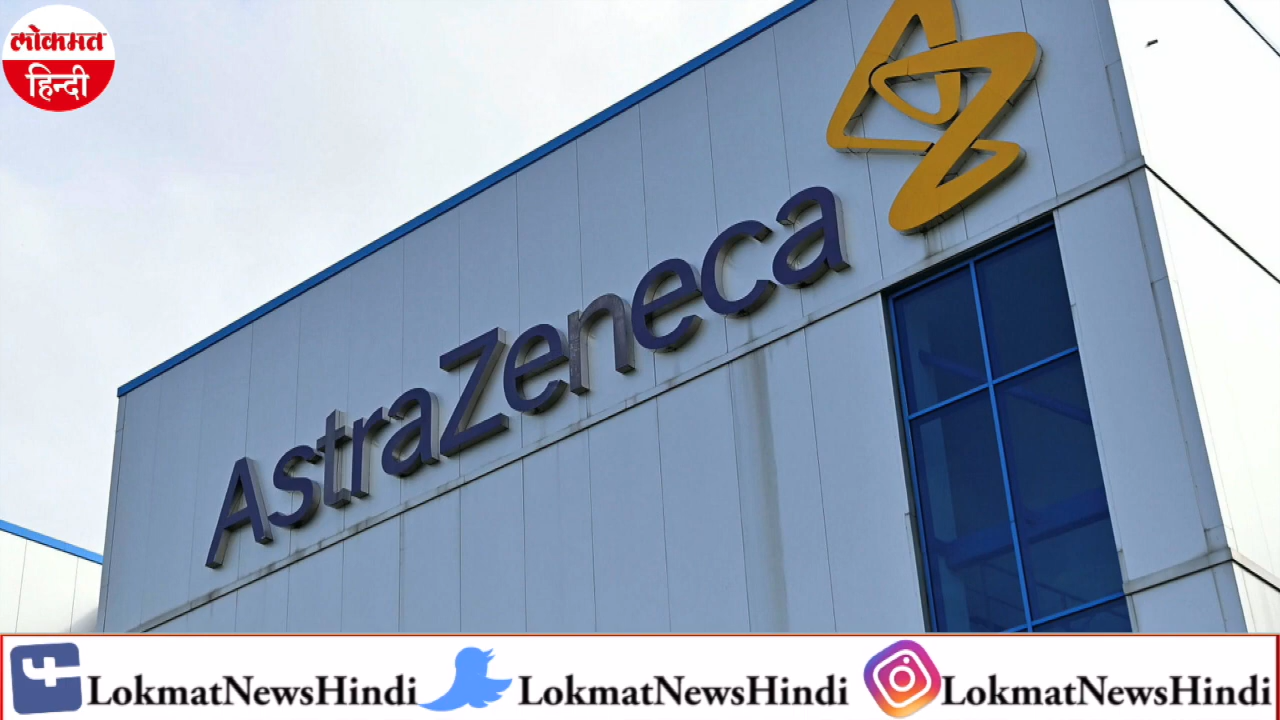 लोकमत
हिन्दी
AstraZeneca
LokmatNewsHindi
LokmatNewsHindi
LokmatNewsHindi